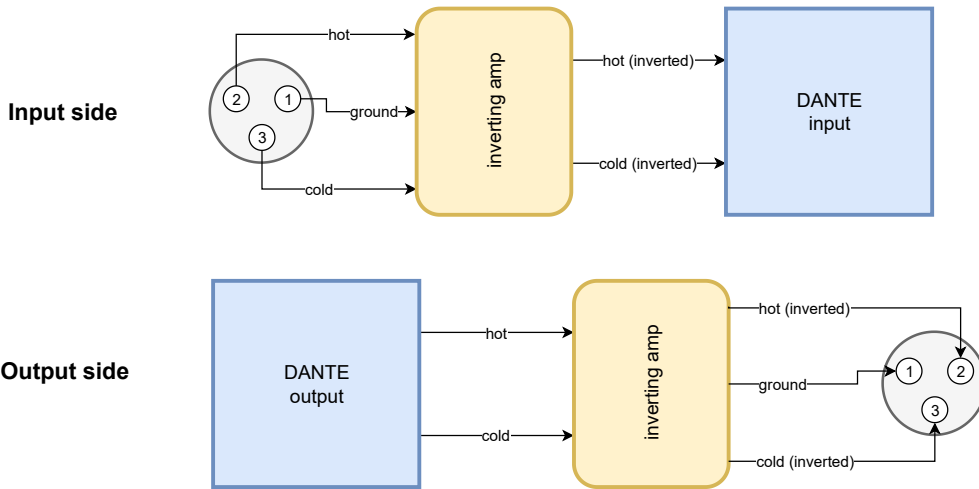 hot
hot (inverted)
2
1
ground
3
cold
cold (inverted)
Input side
inverting amp
DANTE
input
hot (inverted)
hot
Output side
DANTE
output
inverting amp
1
2
ground
3
cold
cold (inverted)